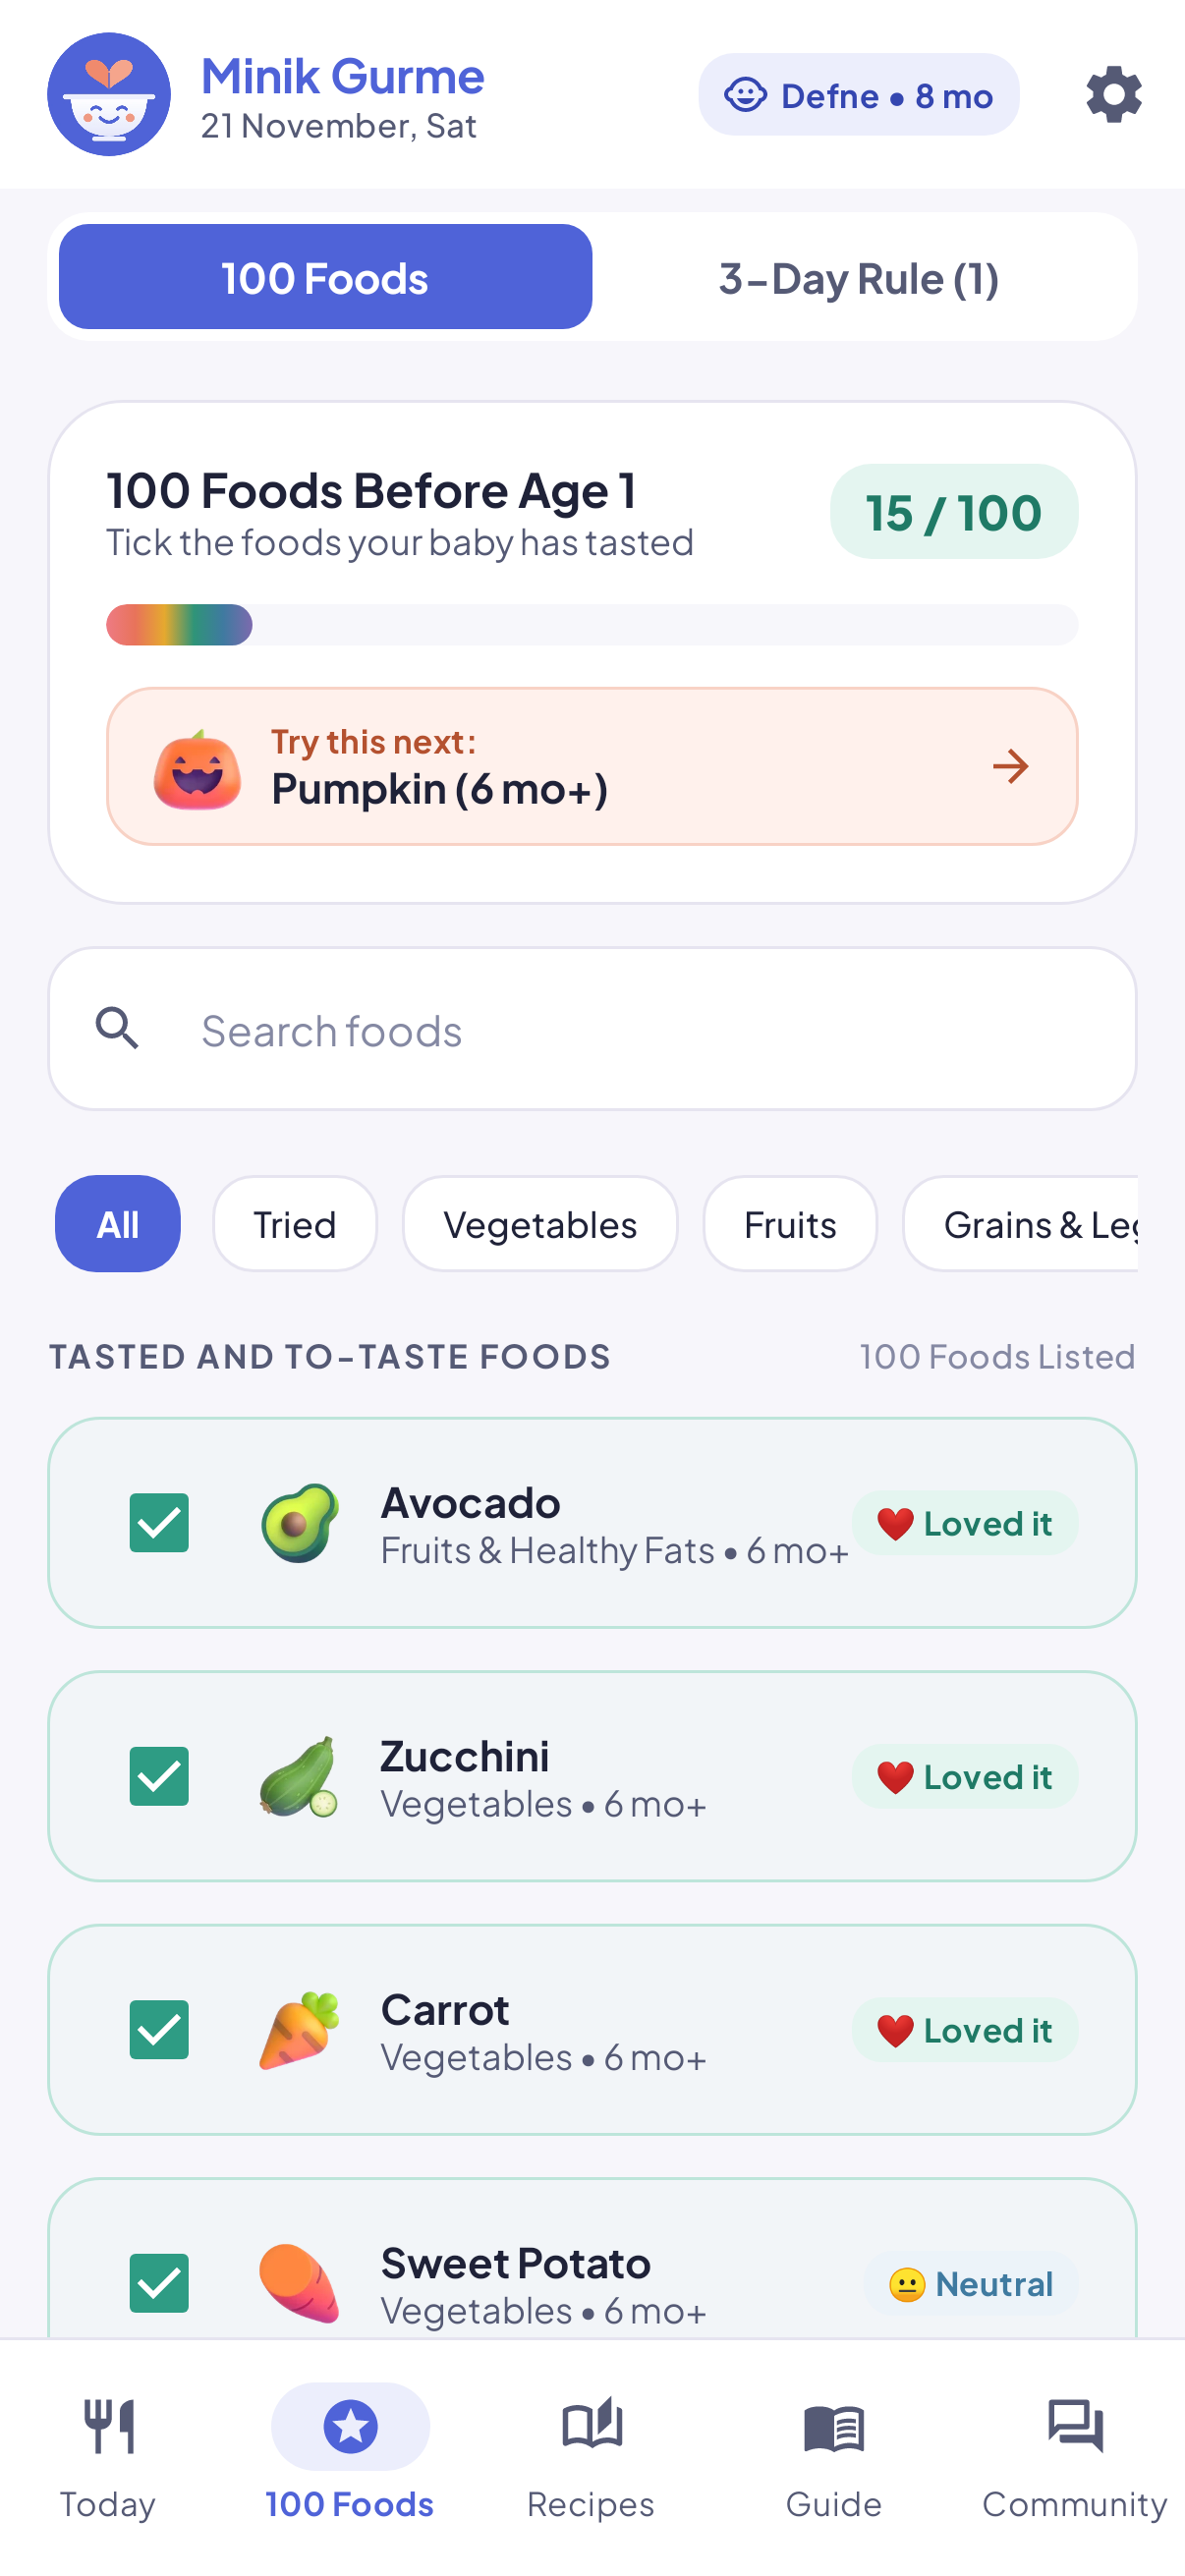 Minik Gurme
21 November, Sat
Defne • 8 mo
100 Foods
3-Day Rule (1)
100 Foods Before Age 1
Tick the foods your baby has tasted
15 / 100
Try this next:
Pumpkin (6 mo+)
Search foods
All
Tried
Vegetables
Fruits
Grains & Leg
TASTED AND TO-TASTE FOODS
100 Foods Listed
Avocado
Fruits & Healthy Fats • 6 mo+
Loved it
Zucchini
Vegetables • 6 mo+
Loved it
Carrot
Vegetables • 6 mo+
Loved it
Sweet Potato
Vegetables • 6 mo+
Neutral
Today
100 Foods
Recipes
Guide
Community